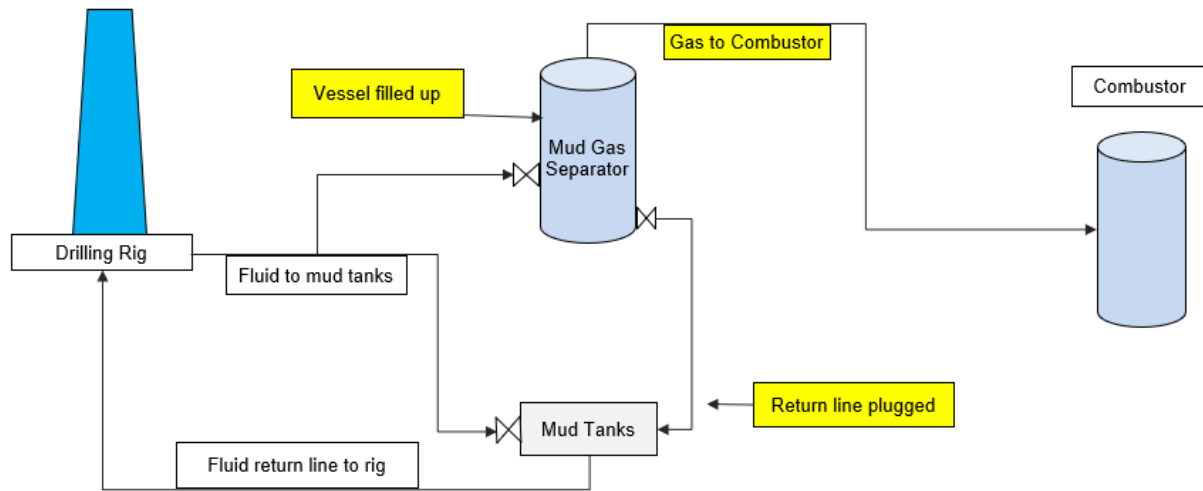 Gas to Combustor
Vessel filled up
Combustor
Mud Gas
Separator
Drilling Rig
Fluid to mud tanks
Return line plugged
Mud Tanks
Fluid return line to rig